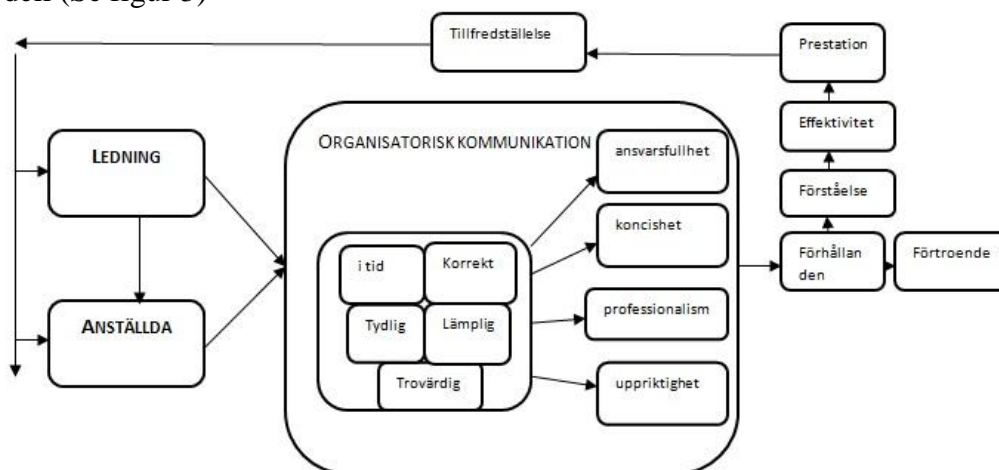 den (Se figur 3)
Tillfredställelse
Prestation
Effektivitet
Förståelse
Förhållan
den
Förtroende
LEDNING
ANSTÄLLDA
ORGANISATORISK KOMMUNIKATION
i tid
Korrekt
Tydlig
Lämplig
Trovärdig
ansvarsfullhet
koncishet
professionalism
uppriktighet